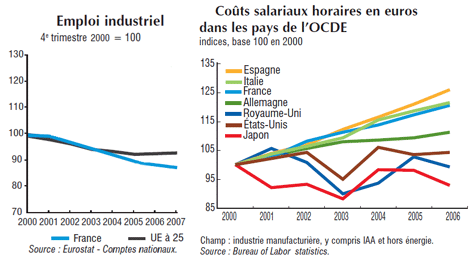 Emploi industriel
4e trimestre 2000 = 100
130
120
110
100
90
80
70
2000 2001 2002 2003 2004 2005 2006 2007
France
UE à 25
Source : Eurostat - Comptes nationaux.
Coûts salariaux horaires en euros
dans les pays de l’OCDE
indices, base 100 en 2000
135
125
115
105
95
85
Espagne
Italie
France
Allemagne
Royaume-Uni
États-Unis
Japon
2000 2001 2002 2003 2004 2005 2006
Champ : industrie manufacturière, y compris IAA et hors énergie.
Source : Bureau of Labor statistics.